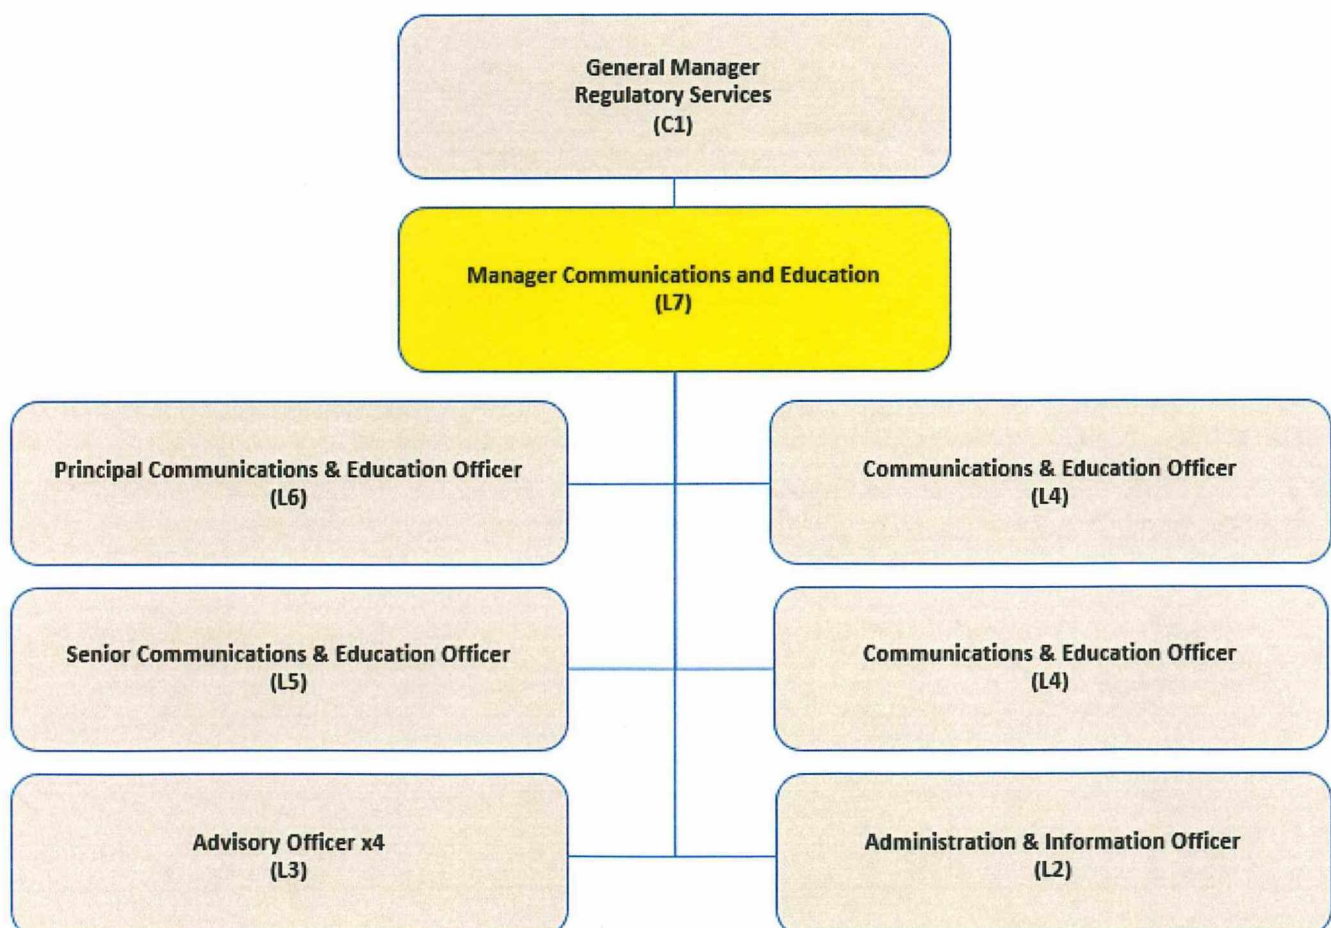 General Manager
Regulatory Services
(C1)
Manager Communications and Education
(L7)
Principal Communications & Education Officer
(L6)
Communications & Education Officer
(L4)
Senior Communications & Education Officer
(L5)
Communications & Education Officer
(L4)
Advisory Officer x4
(L3)
Administration & Information Officer
(L2)